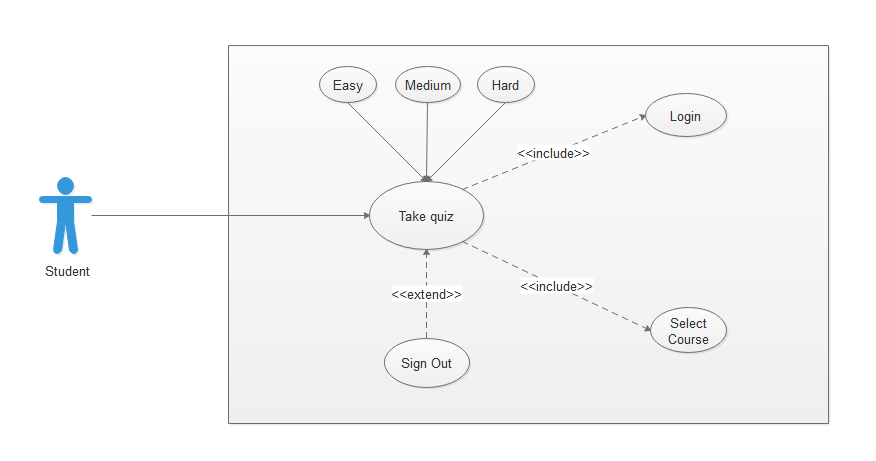 Easy
Medium
Hard
Login
<<include>>
Take quiz
Student
<<include>>
<<extend>>
Select
Course
Sign Out